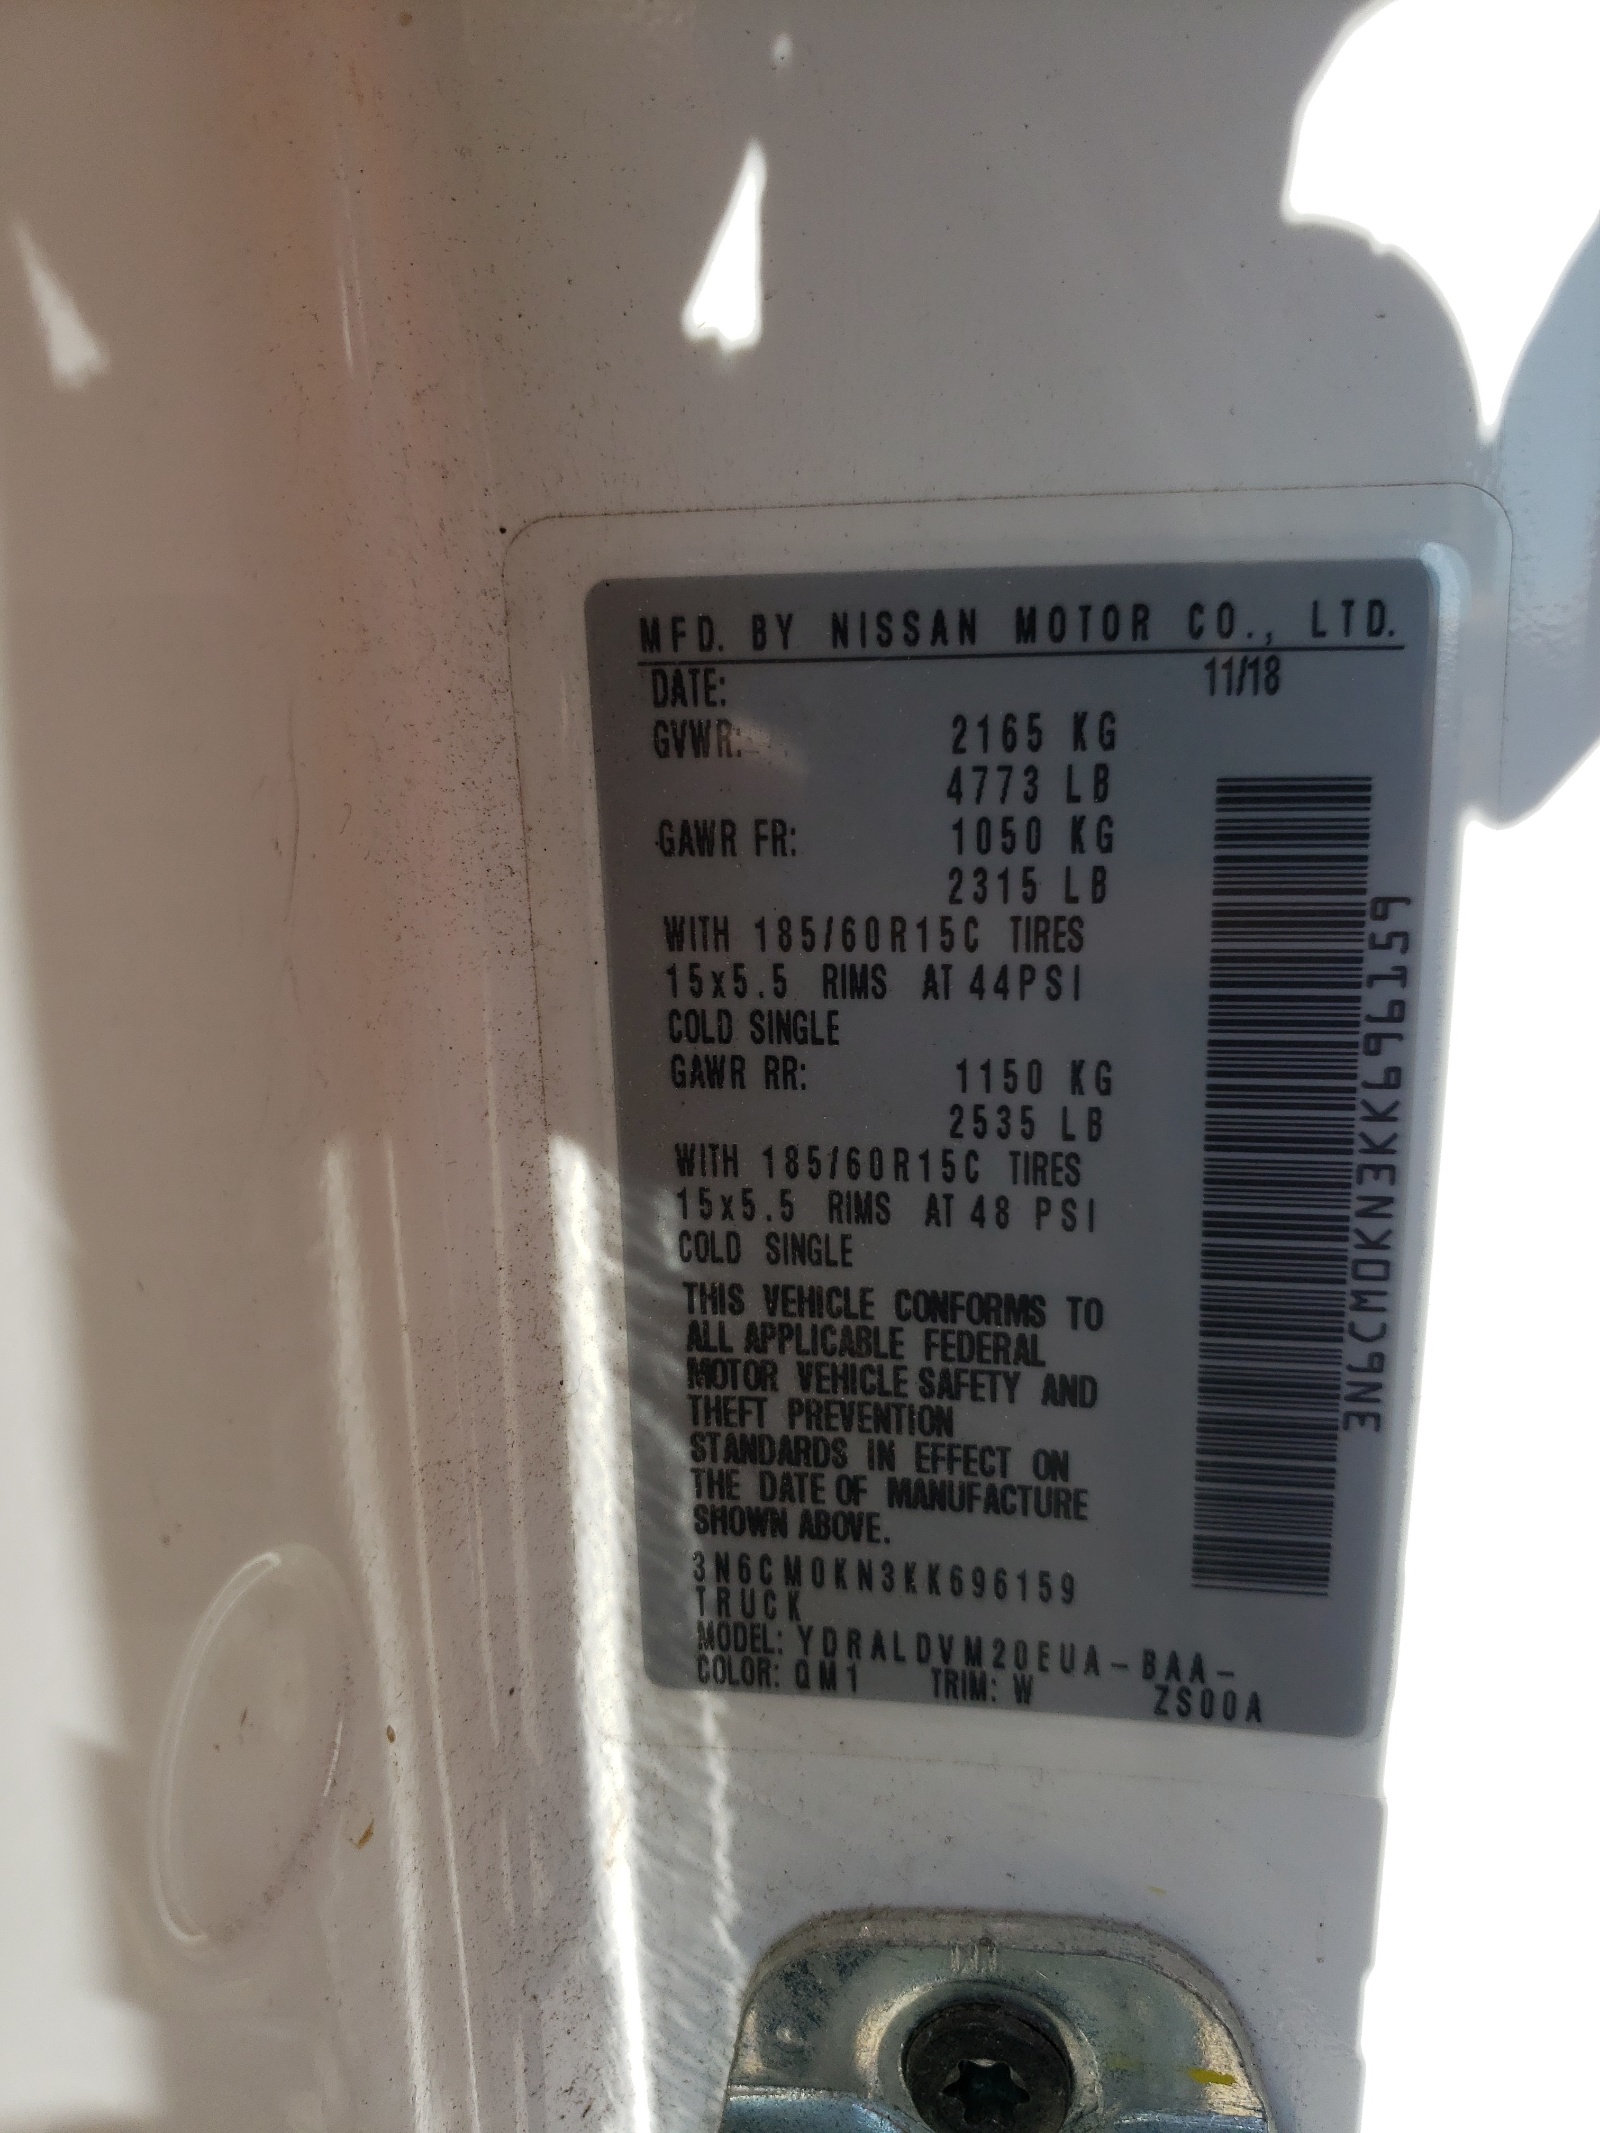 MFD. BY NISSAN MOTOR CO., LTD.
DATE: 11/18
GVWR: 2165 KG
4773 LB
GAWR FR: 1050 KG
2315 LB
WITH 185/60R15C TIRES
15x5.5 RIMS AT 44PSI
COLD SINGLE
GAWR RR: 1150 KG
2535 LB
WITH 185/60R15C TIRES
15x5.5 RIMS AT 48 PSI
COLD SINGLE
THIS VEHICLE CONFORMS TO
ALL APPLICABLE FEDERAL
MOTOR VEHICLE SAFETY AND
THEFT PREVENTION
STANDARDS IN EFFECT ON
THE DATE OF MANUFACTURE
SHOWN ABOVE.
3N6CM0KN3KK696159
TRUCK
MODEL: YDRALDVM20EUA-BAA-
COLOR: QM1 TRIM: W ZS00A
3N6CM0KN3KK696159